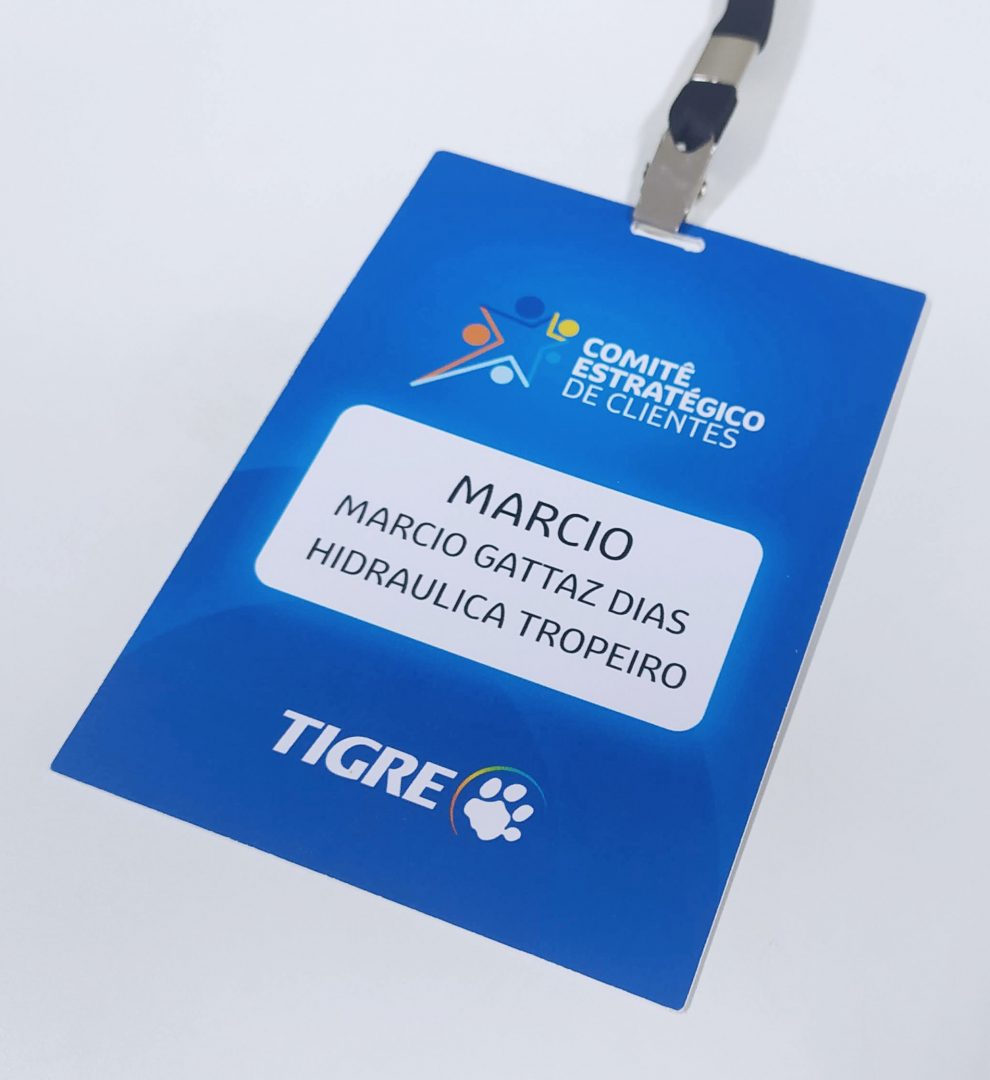 COMITÊ
ESTRATÉGICO
DE CLIENTES
MARCIO
MARCIO GATTAZ DIAS
HIDRAULICA TROPEIRO
TIGRE